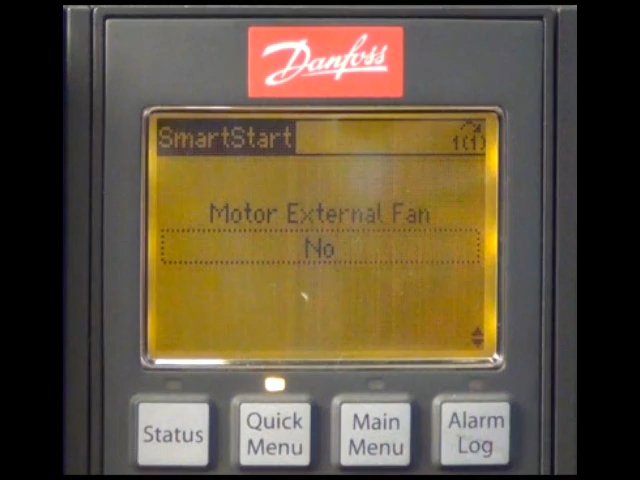 Danfoss
SmartStart
1(1)
Motor External Fan
No
Status
Quick
Menu
Main
Menu
Alarm
Log